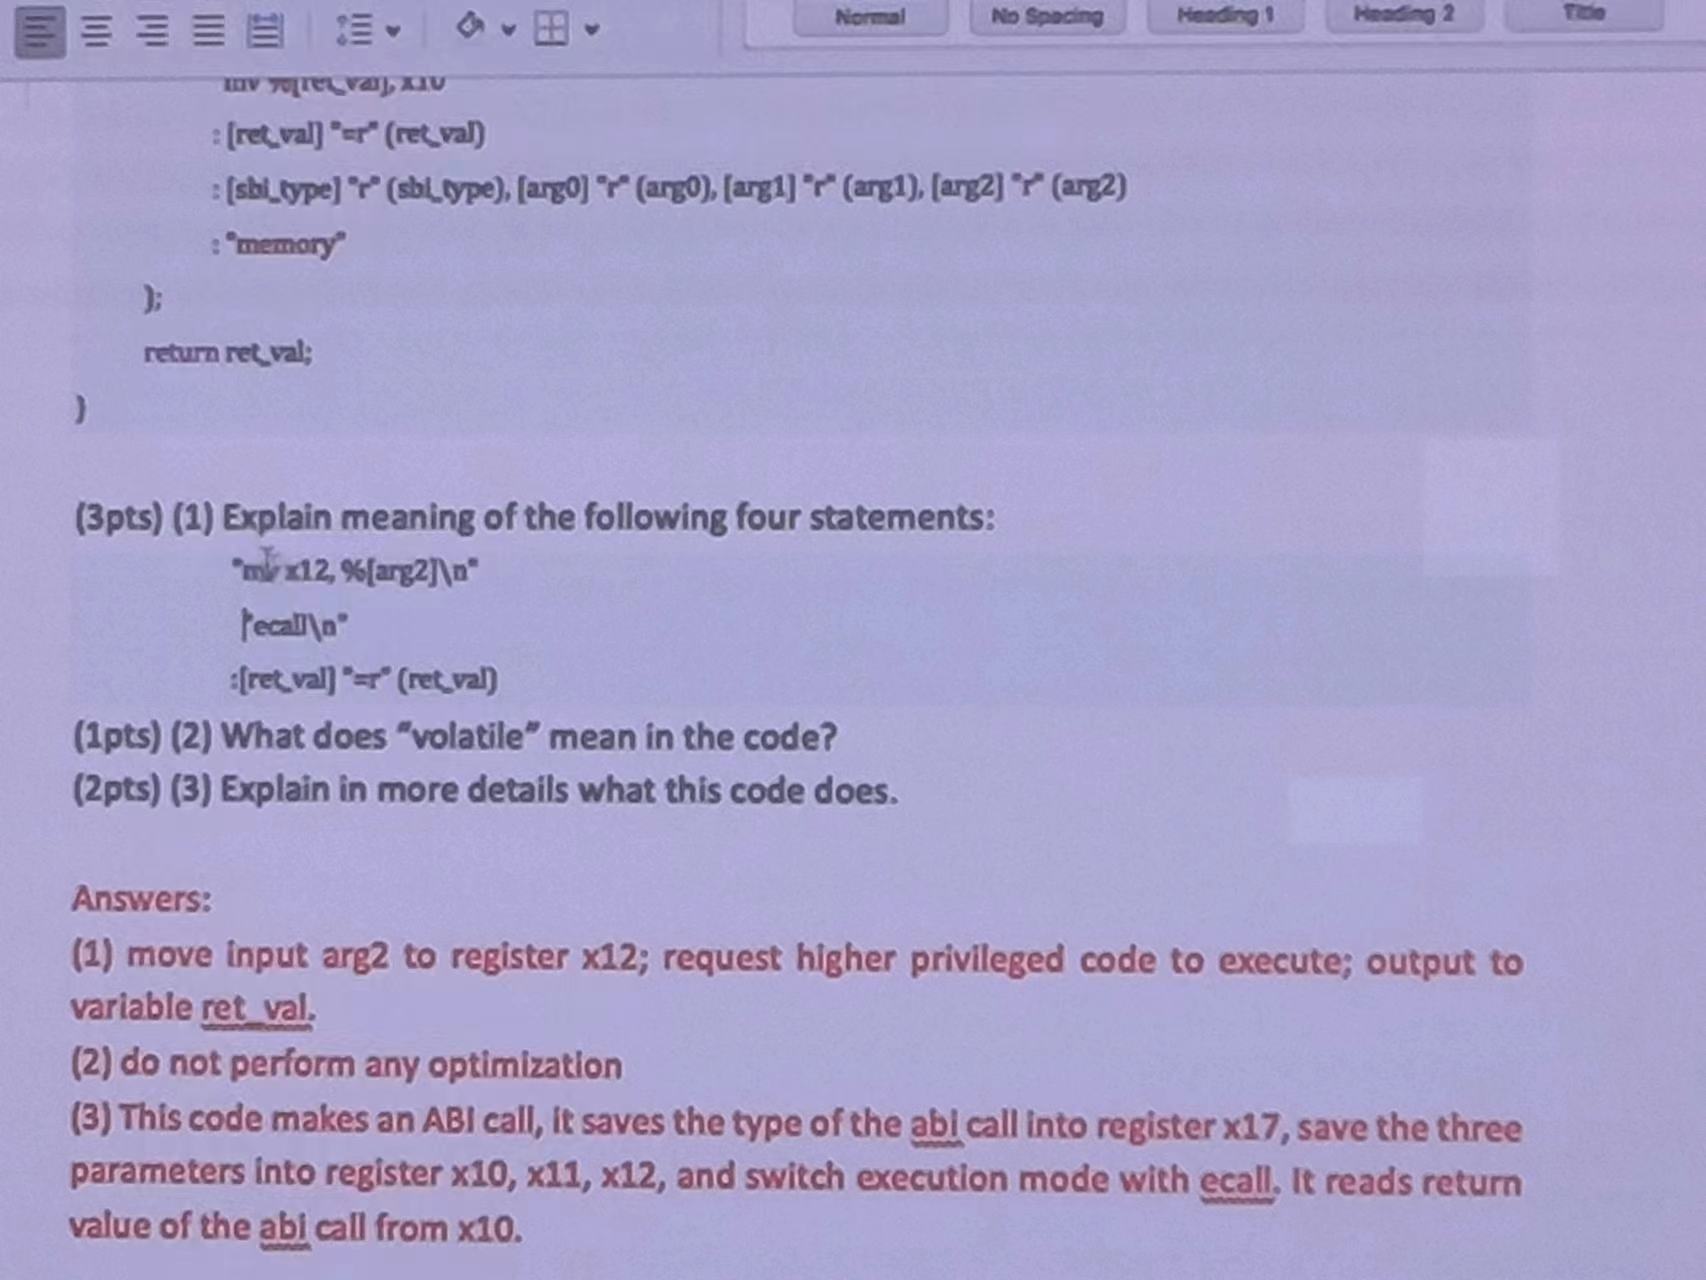 Normal
No Spacing
Heading 1
Heading 2
Title
mv %[ret_val], x10
: [ret_val] "=r" (ret_val)
: [sbi_type] "r" (sbi_type), [arg0] "r" (arg0), [arg1] "r" (arg1), [arg2] "r" (arg2)
: "memory"
);
return ret_val;
}
(3pts) (1) Explain meaning of the following four statements:
"mv x12, %[arg2]\n"
"ecall\n"
:[ret_val] "=r" (ret_val)
(1pts) (2) What does “volatile” mean in the code?
(2pts) (3) Explain in more details what this code does.
Answers:
(1) move input arg2 to register x12; request higher privileged code to execute; output to
variable ret_val.
(2) do not perform any optimization
(3) This code makes an ABI call, it saves the type of the abi call into register x17, save the three
parameters into register x10, x11, x12, and switch execution mode with ecall. It reads return
value of the abi call from x10.